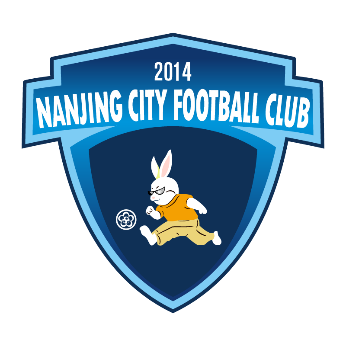 2014
NANJING CITY FOOTBALL CLUB